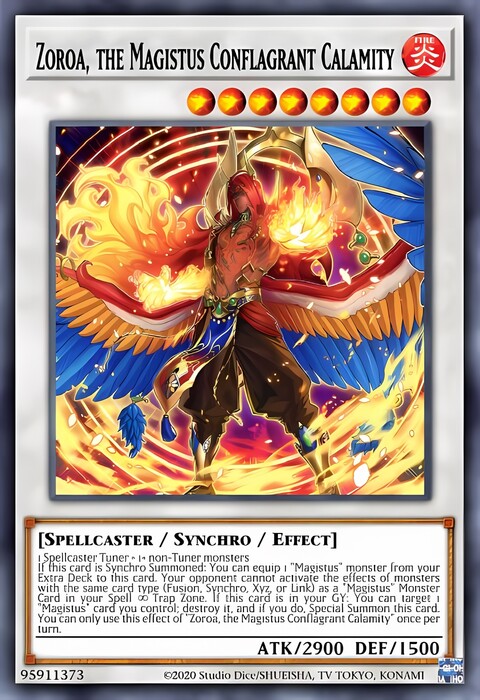 ZOROA, THE MAGISTUS CONFLAGRANT CALAMITY
FIRE
炎
[SPELLCASTER / SYNCHRO / EFFECT]
1 Spellcaster Tuner + 1+ non-Tuner monsters
If this card is Synchro Summoned: You can equip 1 "Magistus" monster from your
Extra Deck to this card. Your opponent cannot activate the effects of monsters
with the same card type (Fusion, Synchro, Xyz, or Link) as a "Magistus" Monster
Card in your Spell ∞ Trap Zone. If this card is in your GY: You can target 1
"Magistus" card you control; destroy it, and if you do, Special Summon this card.
You can only use this effect of "Zoroa, the Magistus Conflagrant Calamity" once per
turn.
ATK/2900 DEF/1500
95911373
©2020 Studio Dice/SHUEISHA, TV TOKYO, KONAMI